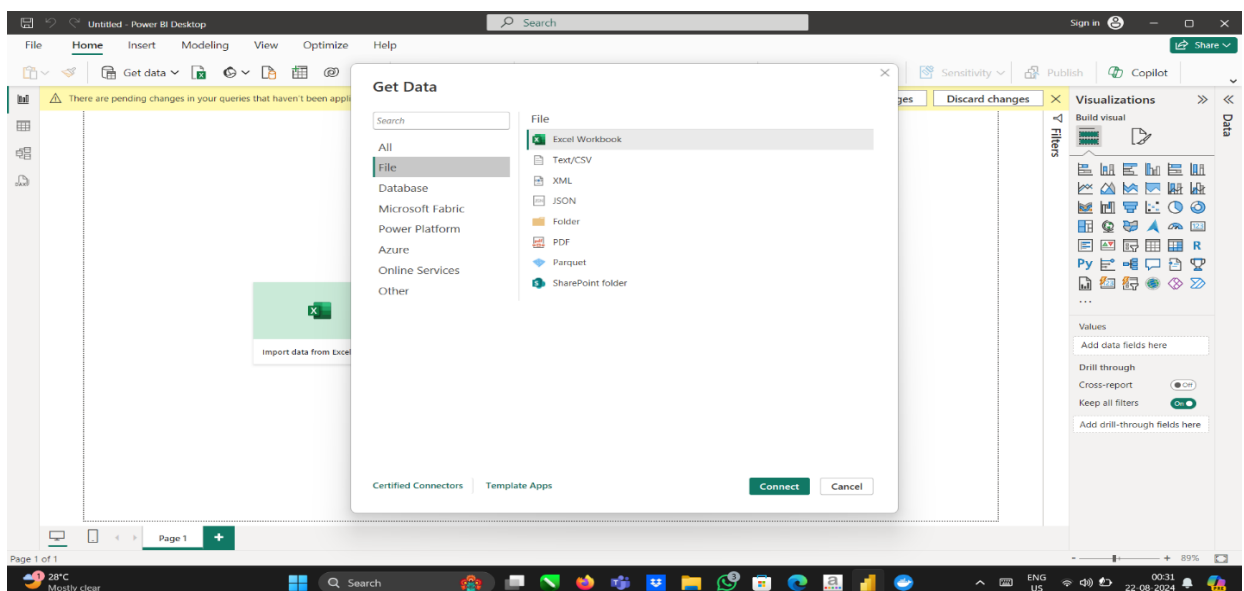 Untitled - Power BI Desktop
Search
Sign in
File Home Insert Modeling View Optimize Help
Share
Get data
Sensitivity
Publish
Copilot
There are pending changes in your queries that haven't been appli
ges
Discard changes
Get Data
Search
All
File
Database
Microsoft Fabric
Power Platform
Azure
Online Services
Other
File
Excel Workbook
Text/CSV
XML
JSON
Folder
PDF
Parquet
SharePoint folder
Certified Connectors
Template Apps
Connect
Cancel
Import data from Excel
Filters
Visualizations
Build visual
123
R
Py
...
Values
Add data fields here
Drill through
Cross-report
Off
Keep all filters
On
Add drill-through fields here
Data
Page 1
Page 1 of 1
- + 89%
1
28°C
Mostly clear
Search
3
ENG
US
00:31
22-08-2024